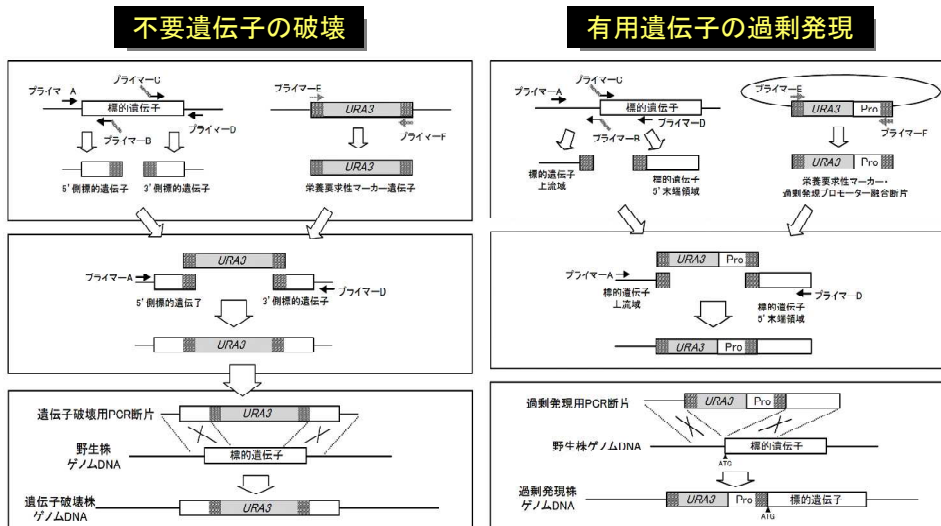 不要遺伝子の破壊
プライマーA
プライマーC
標的遺伝子
プライマーB
プライマーD
5'側標的遺伝子
3'側標的遺伝子
プライマーE
URA3
プライマーF
URA3
栄養要求性マーカー遺伝子
URA3
プライマーA
5'側標的遺伝子
3'側標的遺伝子
プライマーD
URA3
遺伝子破壊用PCR断片
URA3
野生株
ゲノムDNA
標的遺伝子
遺伝子破壊株
ゲノムDNA
URA3
有用遺伝子の過剰発現
プライマーA
プライマーC
標的遺伝子
プライマーB
プライマーD
標的遺伝子
上流域
標的遺伝子
5'末端領域
プライマーE
URA3 Pro
プライマーF
URA3 Pro
栄養要求性マーカー・
過剰発現プロモーター融合断片
URA3 Pro
プライマーA
標的遺伝子
上流域
プライマーD
標的遺伝子
5'末端領域
URA3 Pro
過剰発現用PCR断片
URA3 Pro
野生株ゲノムDNA
標的遺伝子
ATG
過剰発現株
ゲノムDNA
URA3 Pro 標的遺伝子
ATG